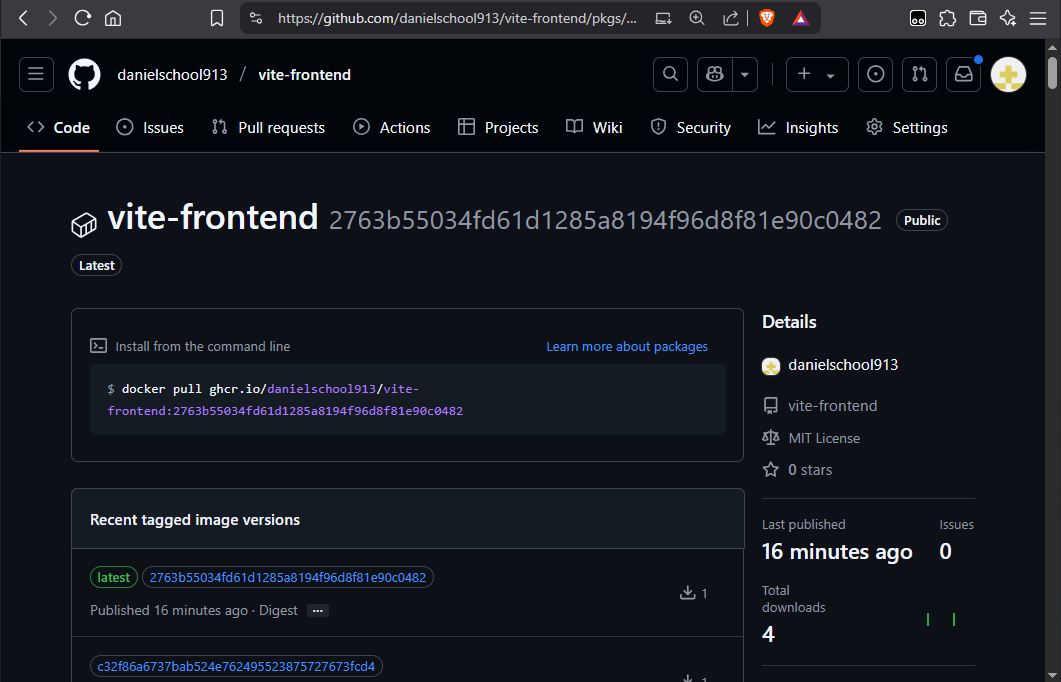 https://github.com/danielschool913/vite-frontend/pkgs/...
danielschool913 / vite-frontend
Code Issues Pull requests Actions Projects Wiki Security Insights Settings
vite-frontend 2763b55034fd61d1285a8194f96d8f81e90c0482 Public
Latest
Install from the command line
Learn more about packages
$ docker pull ghcr.io/danielschool913/vite-
frontend:2763b55034fd61d1285a8194f96d8f81e90c0482
Recent tagged image versions
latest 2763b55034fd61d1285a8194f96d8f81e90c0482
1
Published 16 minutes ago · Digest ...
c32f86a6737bab524e762495523875727673fcd4
1
Details
danielschool913
vite-frontend
MIT License
0 stars
Last published
16 minutes ago
Issues
0
Total
downloads
4